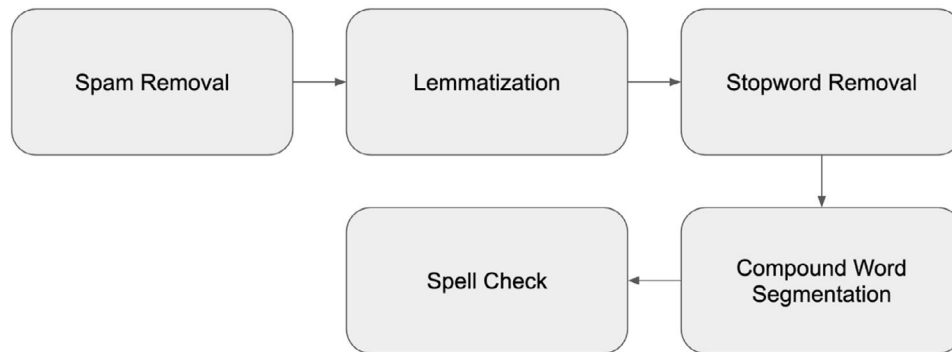 Spam Removal
Lemmatization
Stopword Removal
Compound Word
Segmentation
Spell Check